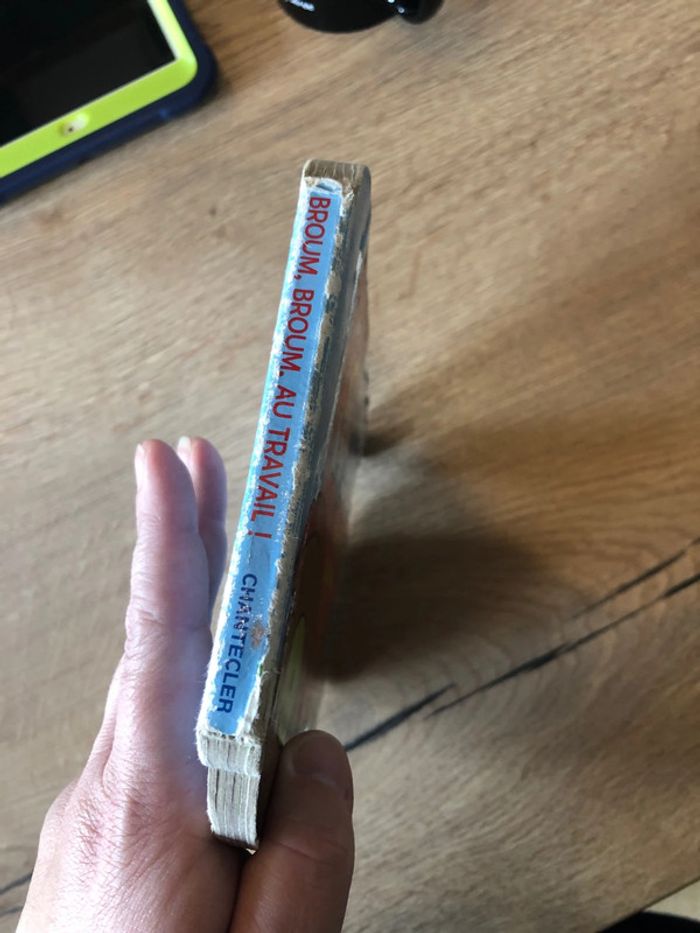 BROUM, BROUM. AU TRAVAIL !
CHANTECLER